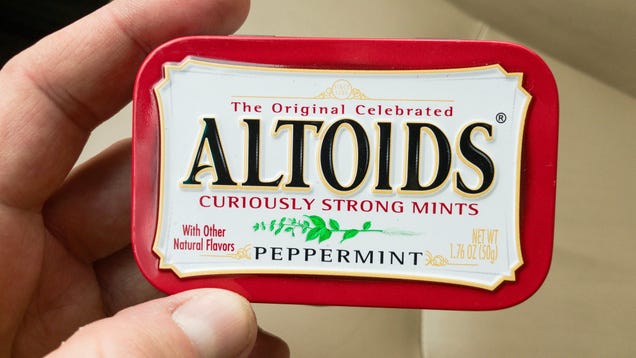 The Original Celebrated
ALTOIDS®
CURIOUSLY STRONG MINTS
With Other
Natural Flavors
PEPPERMINT
NET WT
1.76 OZ (50g)